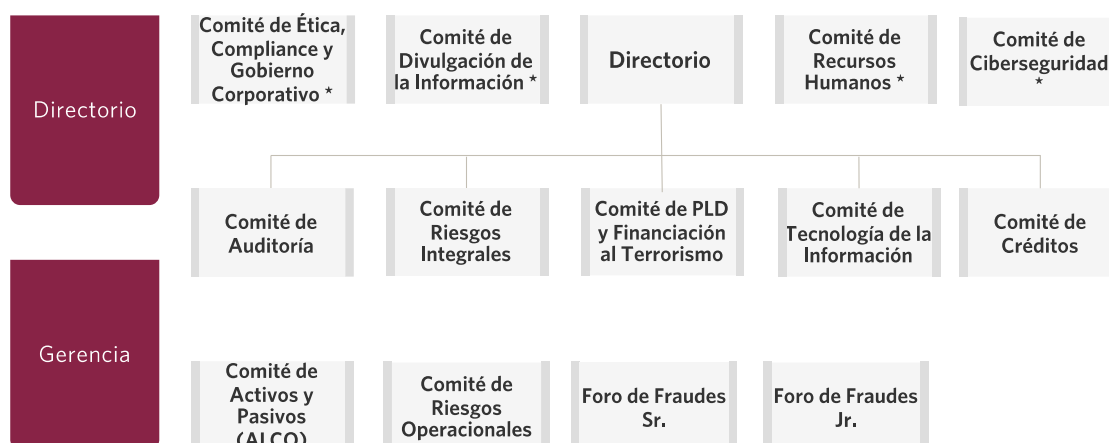 Directorio
Comité de Ética,
Compliance y
Gobierno
Corporativo *
Comité de
Divulgación de
la Información *
Directorio
Comité de
Recursos
Humanos *
Comité de
Ciberseguridad
*
Comité de
Auditoría
Comité de
Riesgos
Integrales
Comité de PLD
y Financiación
al Terrorismo
Comité de
Tecnología de la
Información
Comité de
Créditos
Gerencia
Comité de
Activos y
Pasivos
(ALCO)
Comité de
Riesgos
Operacionales
Foro de Fraudes
Sr.
Foro de Fraudes
Jr.